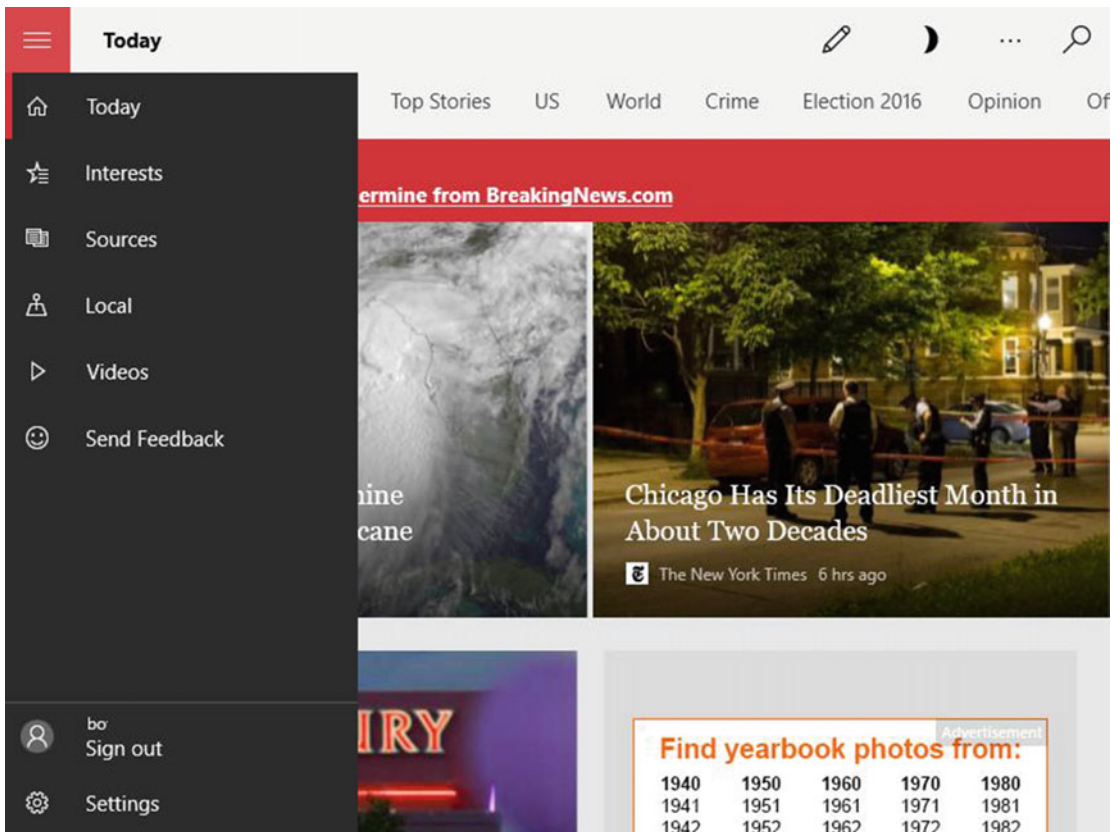 Today
Today
Interests
Sources
Local
Videos
Send Feedback
bo
Sign out
Settings
Top Stories US World Crime Election 2016 Opinion Of
ermine from BreakingNews.com
nine
cane
Chicago Has Its Deadliest Month in
About Two Decades
The New York Times 6 hrs ago
IRY
Advertisement
Find yearbook photos from:
1940 1950 1960 1970 1980
1941 1951 1961 1971 1981
1942 1952 1962 1972 1982